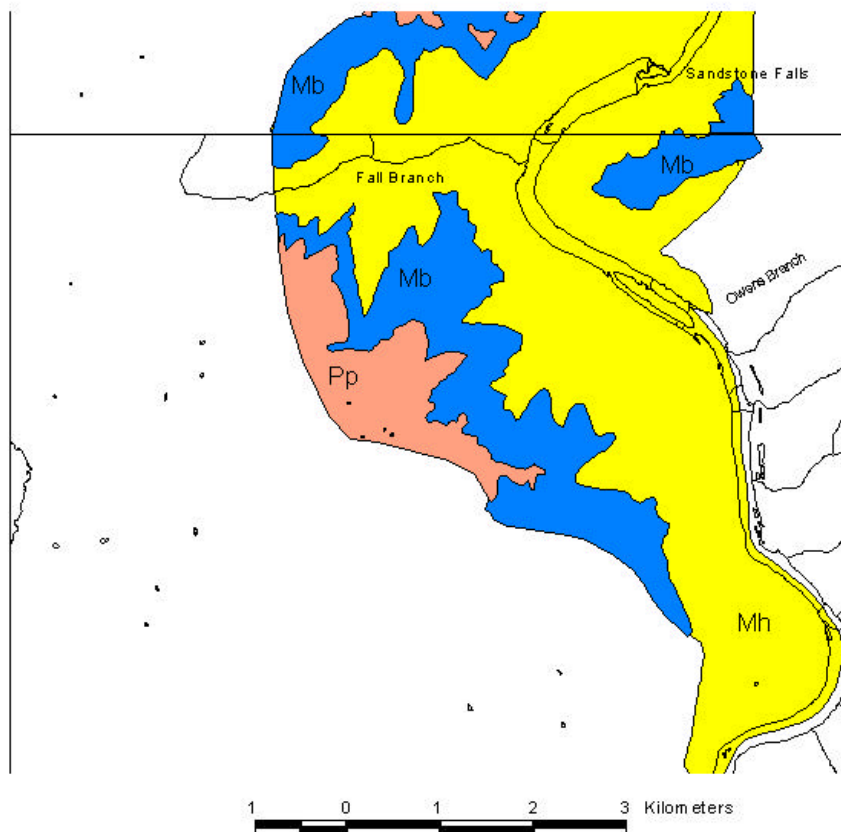 Sandstone Falls
Mb
Mb
Fall Branch
Owens Branch
Mb
Pp
Mh
1 0 1 2 3 Kilometers